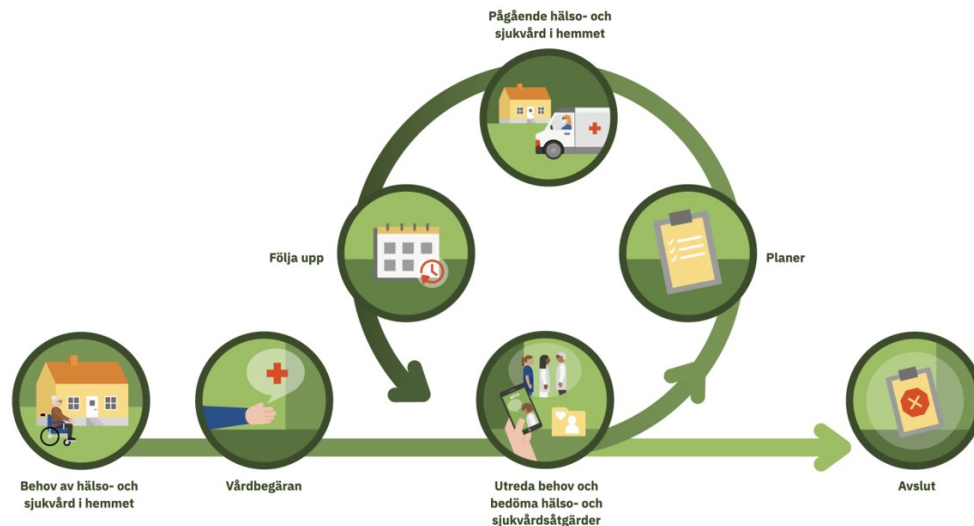 Pågående hälso- och
sjukvård i hemmet
Följa upp
Planer
Behov av hälso- och
sjukvård i hemmet
Vårdbegäran
Utreda behov och
bedöma hälso- och
sjukvårdsåtgärder
Avslut